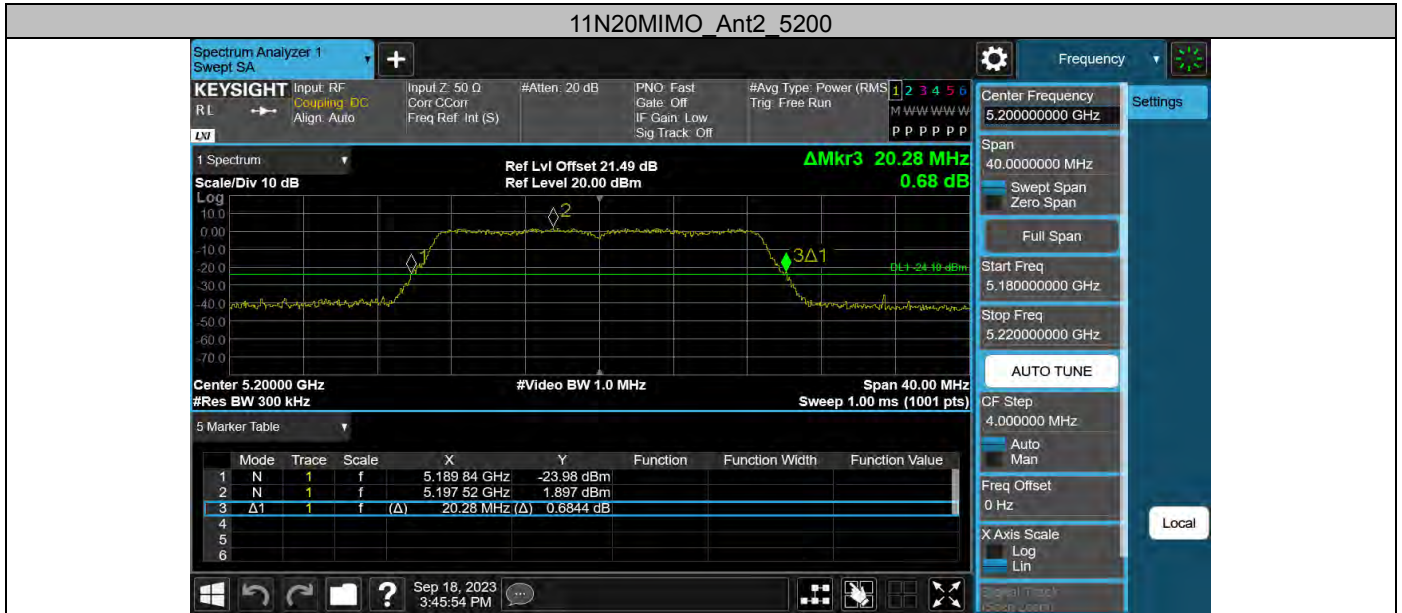 11N20MIMO_Ant2_5200
Spectrum Analyzer 1
Swept SA
Frequency
KEYSIGHT
RL
LXI
Input: RF
Coupling: DC
Align: Auto
Input Z: 50 Ω
Corr CCorr
Freq Ref: Int (S)
#Atten: 20 dB
PNO: Fast
Gate: Off
IF Gain: Low
Sig Track: Off
#Avg Type: Power (RMS
Trig: Free Run
1 2 3 4 5 6
M W W W W W
P P P P P P
1 Spectrum
Scale/Div 10 dB
Ref Lvl Offset 21.49 dB
Ref Level 20.00 dBm
ΔMkr3 20.28 MHz
0.68 dB
Log
10.0
0.00
-10.0
-20.0
-30.0
-40.0
-50.0
-60.0
-70.0
1
2
3Δ1
DL1 -24.10 dBm
Center 5.20000 GHz
#Res BW 300 kHz
#Video BW 1.0 MHz
Span 40.00 MHz
Sweep 1.00 ms (1001 pts)
5 Marker Table
Mode Trace Scale X Y Function Function Width Function Value
1 N 1 f 5.189 84 GHz -23.98 dBm
2 N 1 f 5.197 52 GHz 1.897 dBm
3 Δ1 1 f (Δ) 20.28 MHz (Δ) 0.6844 dB
4
5
6
Sep 18, 2023
3:45:54 PM
Center Frequency
5.200000000 GHz
Settings
Span
40.0000000 MHz
Swept Span
Zero Span
Full Span
Start Freq
5.180000000 GHz
Stop Freq
5.220000000 GHz
AUTO TUNE
CF Step
4.000000 MHz
Auto
Man
Freq Offset
0 Hz
X Axis Scale
Log
Lin
Signal Track
(Span Zoom)
Local